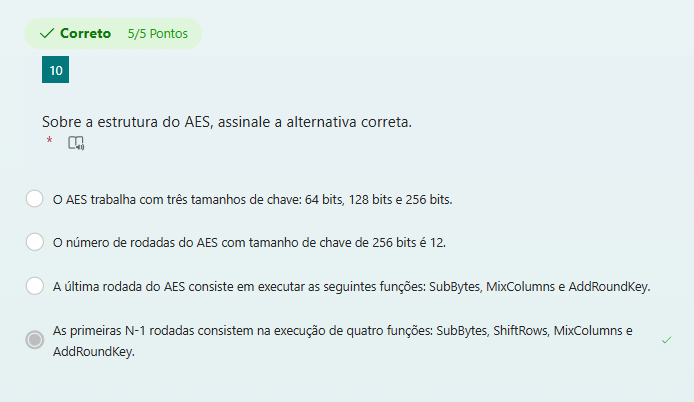 Correto 5/5 Pontos
10
Sobre a estrutura do AES, assinale a alternativa correta.
*
O AES trabalha com três tamanhos de chave: 64 bits, 128 bits e 256 bits.
O número de rodadas do AES com tamanho de chave de 256 bits é 12.
A última rodada do AES consiste em executar as seguintes funções: SubBytes, MixColumns e AddRoundKey.
As primeiras N-1 rodadas consistem na execução de quatro funções: SubBytes, ShiftRows, MixColumns e
AddRoundKey.